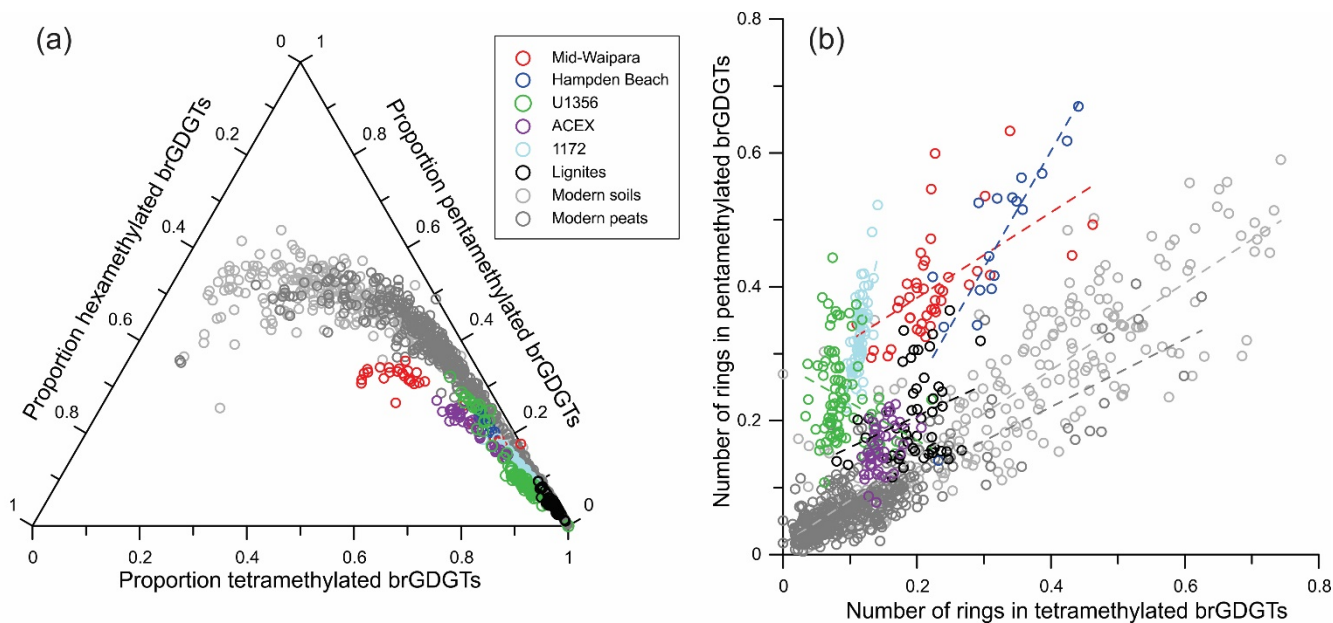 (a)
0
1
0.2
0.4
0.6
0.8
1
Proportion hexamethylated brGDGTs
0.8
0.6
0.4
0.2
0
Proportion pentamethylated brGDGTs
0
0.2
0.4
0.6
0.8
1
Proportion tetramethylated brGDGTs
Mid-Waipara
Hampden Beach
U1356
ACEX
1172
Lignites
Modern soils
Modern peats
(b)
0.8
0.6
0.4
0.2
0
Number of rings in pentamethylated brGDGTs
0
0.2
0.4
0.6
0.8
Number of rings in tetramethylated brGDGTs